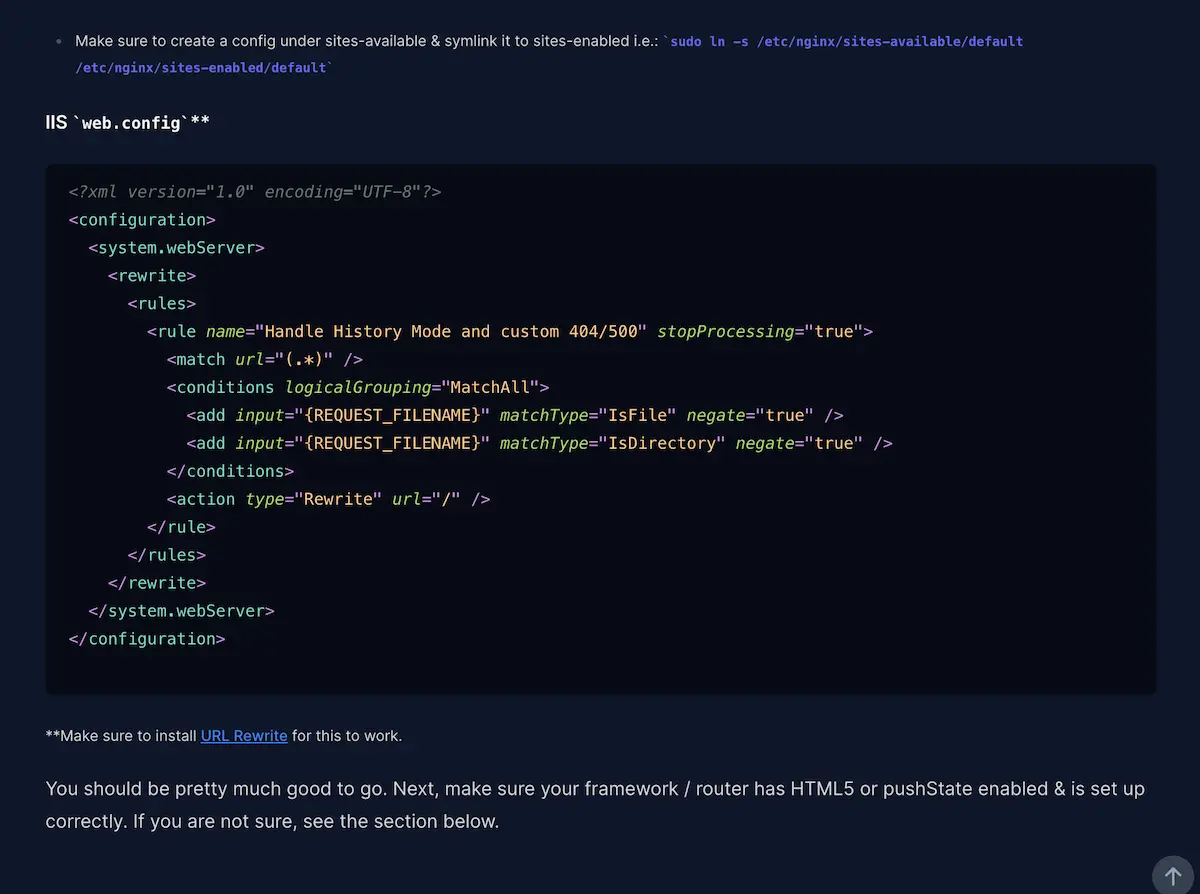 • Make sure to create a config under sites-available & symlink it to sites-enabled i.e.: `sudo ln -s /etc/nginx/sites-available/default
/etc/nginx/sites-enabled/default`
IIS `web.config`**
<?xml version="1.0" encoding="UTF-8"?>
<configuration>
  <system.webServer>
    <rewrite>
      <rules>
        <rule name="Handle History Mode and custom 404/500" stopProcessing="true">
          <match url="(.*)" />
          <conditions logicalGrouping="MatchAll">
            <add input="{REQUEST_FILENAME}" matchType="IsFile" negate="true" />
            <add input="{REQUEST_FILENAME}" matchType="IsDirectory" negate="true" />
          </conditions>
          <action type="Rewrite" url="/" />
        </rule>
      </rules>
    </rewrite>
  </system.webServer>
</configuration>
**Make sure to install URL Rewrite for this to work.
You should be pretty much good to go. Next, make sure your framework / router has HTML5 or pushState enabled & is set up
correctly. If you are not sure, see the section below.